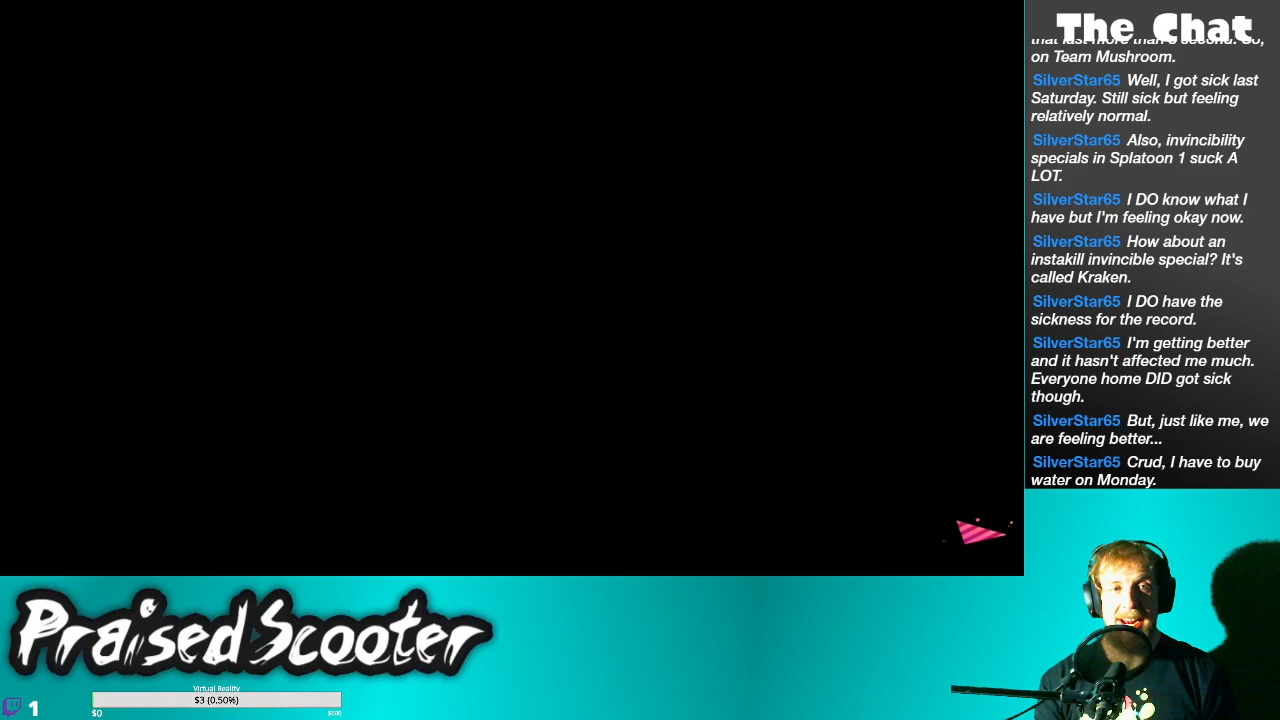 The Chat
on Team Mushroom.
SilverStar65 Well, I got sick last
Saturday. Still sick but feeling
relatively normal.
SilverStar65 Also, invincibility
specials in Splatoon 1 suck A
LOT.
SilverStar65 I DO know what I
have but I'm feeling okay now.
SilverStar65 How about an
instakill invincible special? It's
called Kraken.
SilverStar65 I DO have the
sickness for the record.
SilverStar65 I'm getting better
and it hasn't affected me much.
Everyone home DID got sick
though.
SilverStar65 But, just like me, we
are feeling better...
SilverStar65 Crud, I have to buy
water on Monday.
PraisedScooter
Virtual Reality
$3 (0.50%)
1
$0